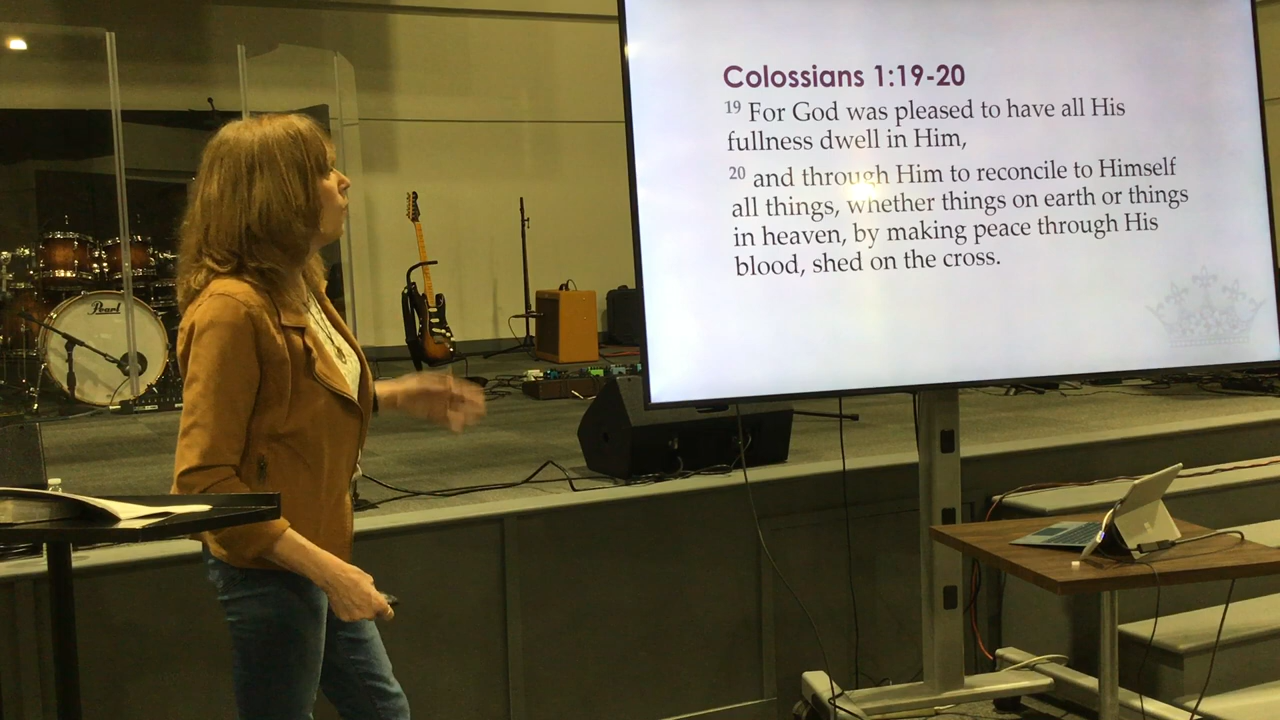 Colossians 1:19-20
19 For God was pleased to have all His
fullness dwell in Him,
20 and through Him to reconcile to Himself
all things, whether things on earth or things
in heaven, by making peace through His
blood, shed on the cross.
Pearl